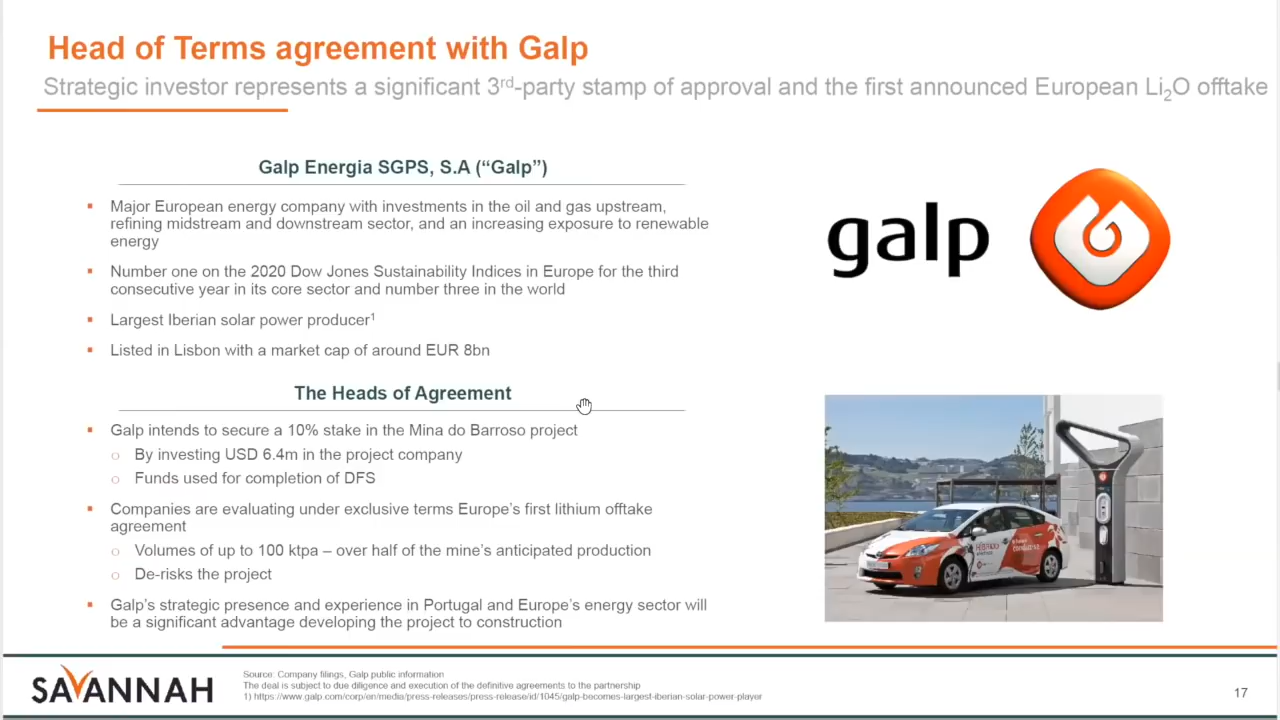 Head of Terms agreement with Galp
Strategic investor represents a significant 3rd-party stamp of approval and the first announced European Li2O offtake
Galp Energia SGPS, S.A (“Galp”)
Major European energy company with investments in the oil and gas upstream,
refining midstream and downstream sector, and an increasing exposure to renewable
energy
Number one on the 2020 Dow Jones Sustainability Indices in Europe for the third
consecutive year in its core sector and number three in the world
Largest Iberian solar power producer1
Listed in Lisbon with a market cap of around EUR 8bn
galp
The Heads of Agreement
Galp intends to secure a 10% stake in the Mina do Barroso project
By investing USD 6.4m in the project company
Funds used for completion of DFS
Companies are evaluating under exclusive terms Europe’s first lithium offtake
agreement
Volumes of up to 100 ktpa – over half of the mine’s anticipated production
De-risks the project
Galp’s strategic presence and experience in Portugal and Europe’s energy sector will
be a significant advantage developing the project to construction
SAVANNAH
Source: Company filings, Galp public information
The deal is subject to due diligence and execution of the definitive agreements to the partnership
1) https://www.galp.com/corp/en/media/press-releases/press-release/id/1045/galp-becomes-largest-iberian-solar-power-player
17